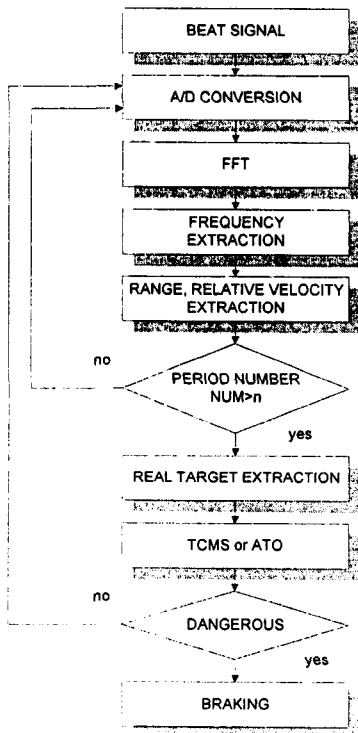 BEAT SIGNAL
A/D CONVERSION
FFT
FREQUENCY
EXTRACTION
RANGE, RELATIVE VELOCITY
EXTRACTION
no
PERIOD NUMBER
NUM>n
yes
REAL TARGET EXTRACTION
TCMS or ATO
no
DANGEROUS
yes
BRAKING